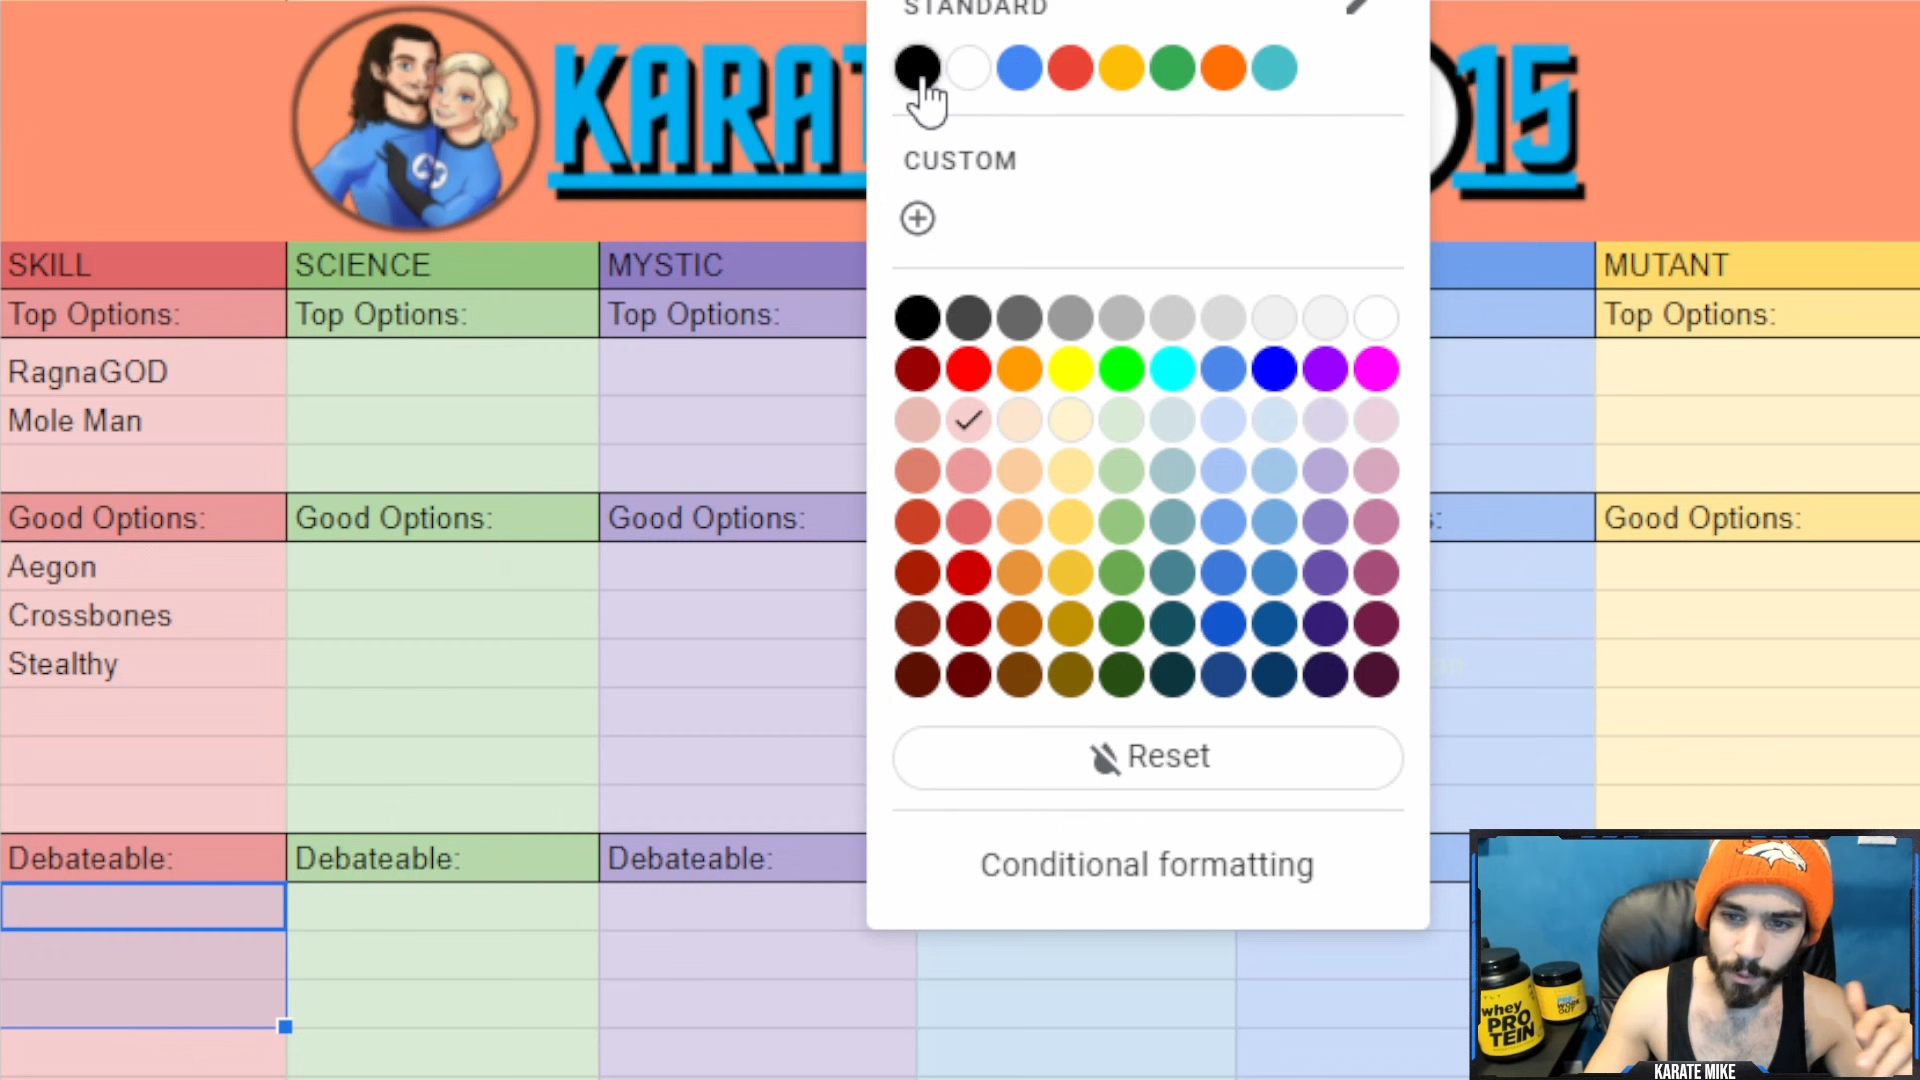 STANDARD
KARAT
15
CUSTOM
SKILL SCIENCE MYSTIC MUTANT
Top Options: Top Options: Top Options: Top Options:
RagnaGOD
Mole Man
Good Options: Good Options: Good Options: Good Options:
Aegon
Crossbones
Stealthy
Reset
Debateable: Debateable: Debateable:
Conditional formatting
whey
PRO
TEIN
KARATE MIKE